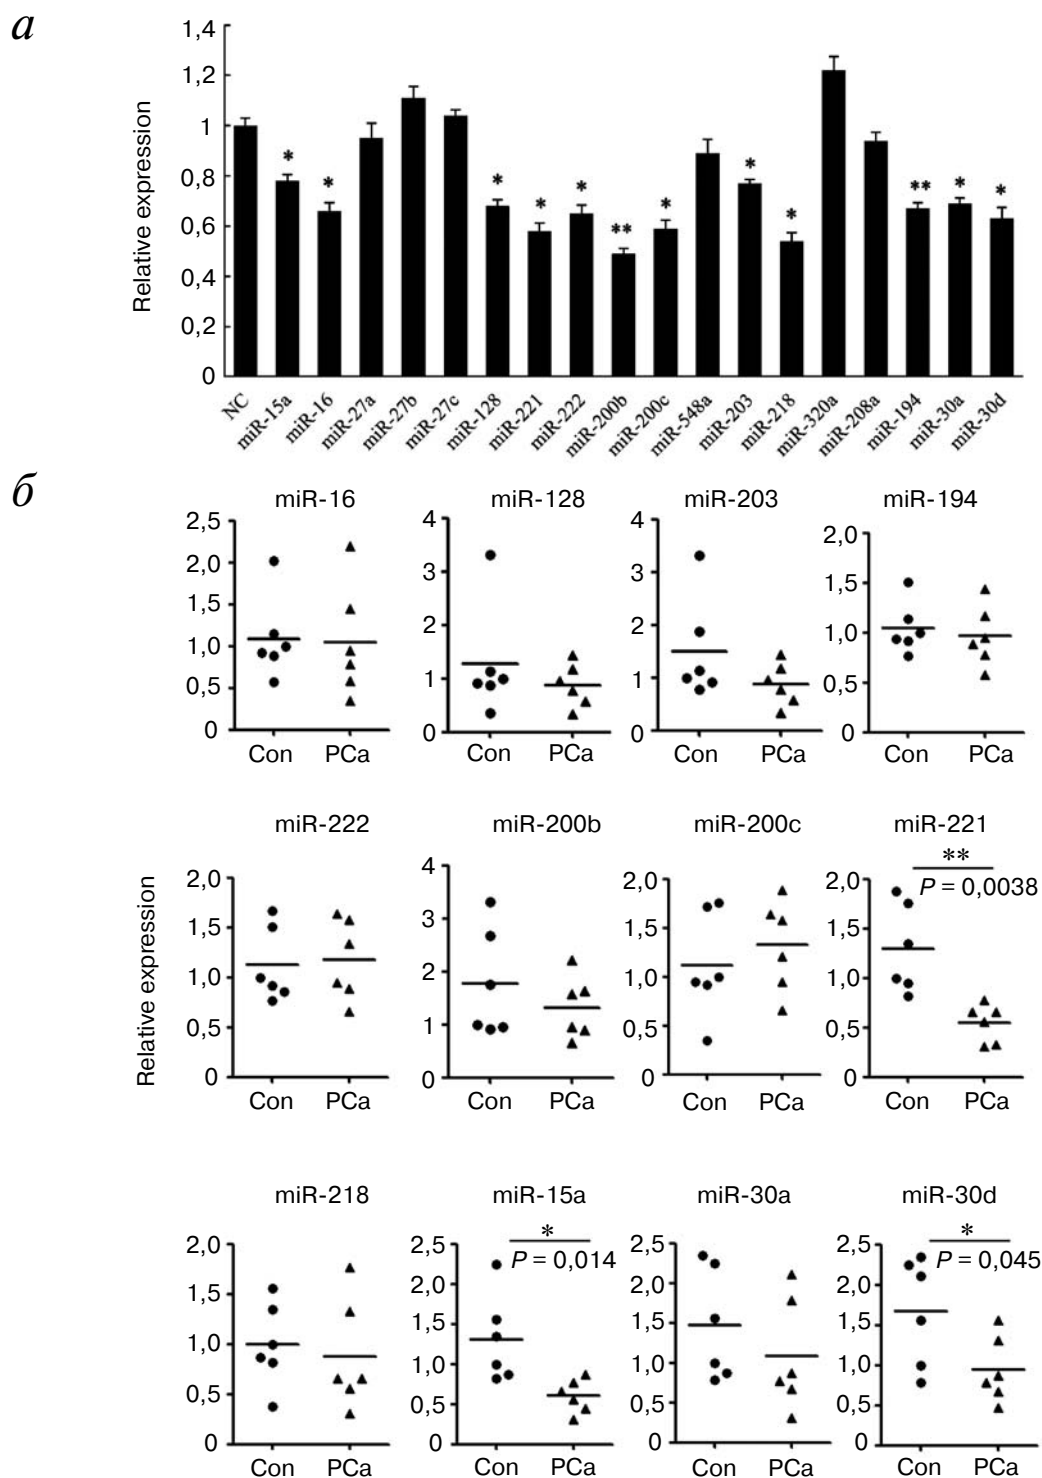 а
1,4
1,2
1
0,8
0,6
0,4
0,2
0
Relative expression
* * * * * ** * * * ** * *
NC miR-15a miR-16 miR-27a miR-27b miR-27c miR-128 miR-221 miR-222 miR-200b miR-200c miR-548a miR-203 miR-218 miR-320a miR-208a miR-194 miR-30a miR-30d
б
miR-16
2,5
2,0
1,5
1,0
0,5
0
Con PCa
miR-128
4
3
2
1
0
Con PCa
miR-203
4
3
2
1
0
Con PCa
miR-194
2,0
1,5
1,0
0,5
0
Con PCa
Relative expression
miR-222
2,0
1,5
1,0
0,5
0
Con PCa
miR-200b
4
3
2
1
0
Con PCa
miR-200c
2,0
1,5
1,0
0,5
0
Con PCa
miR-221
**
P = 0,0038
2,0
1,5
1,0
0,5
0
Con PCa
miR-218
2,0
1,5
1,0
0,5
0
Con PCa
miR-15a
*
P = 0,014
2,5
2,0
1,5
1,0
0,5
0
Con PCa
miR-30a
2,5
2,0
1,5
1,0
0,5
0
Con PCa
miR-30d
*
P = 0,045
2,5
2,0
1,5
1,0
0,5
0
Con PCa